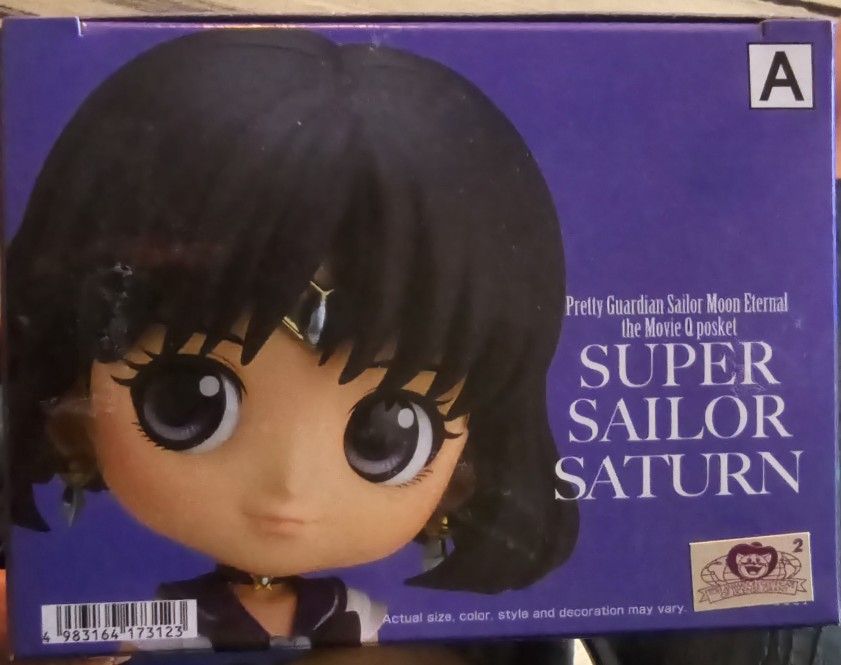 A
Pretty Guardian Sailor Moon Eternal
the Movie Q posket
SUPER
SAILOR
SATURN
2
Actual size, color, style and decoration may vary.
4 983164 173123